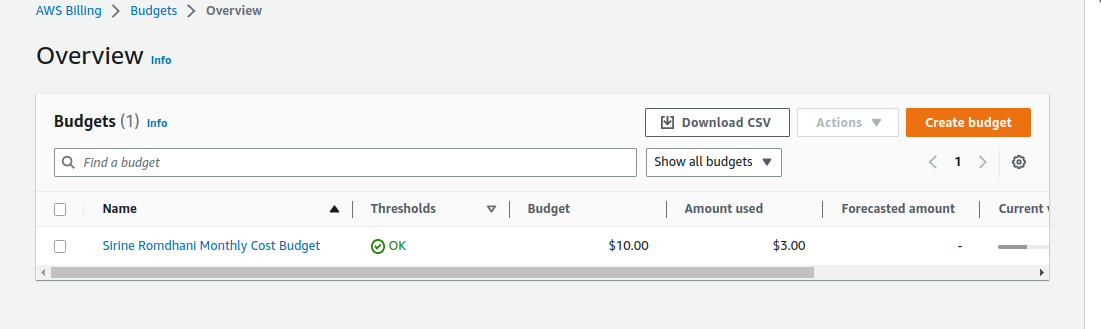 AWS Billing > Budgets > Overview
Overview Info
Budgets (1) Info
Download CSV
Actions
Create budget
Find a budget
Show all budgets
1
Name Thresholds Budget Amount used Forecasted amount Current v
Sirine Romdhani Monthly Cost Budget OK $10.00 $3.00 -